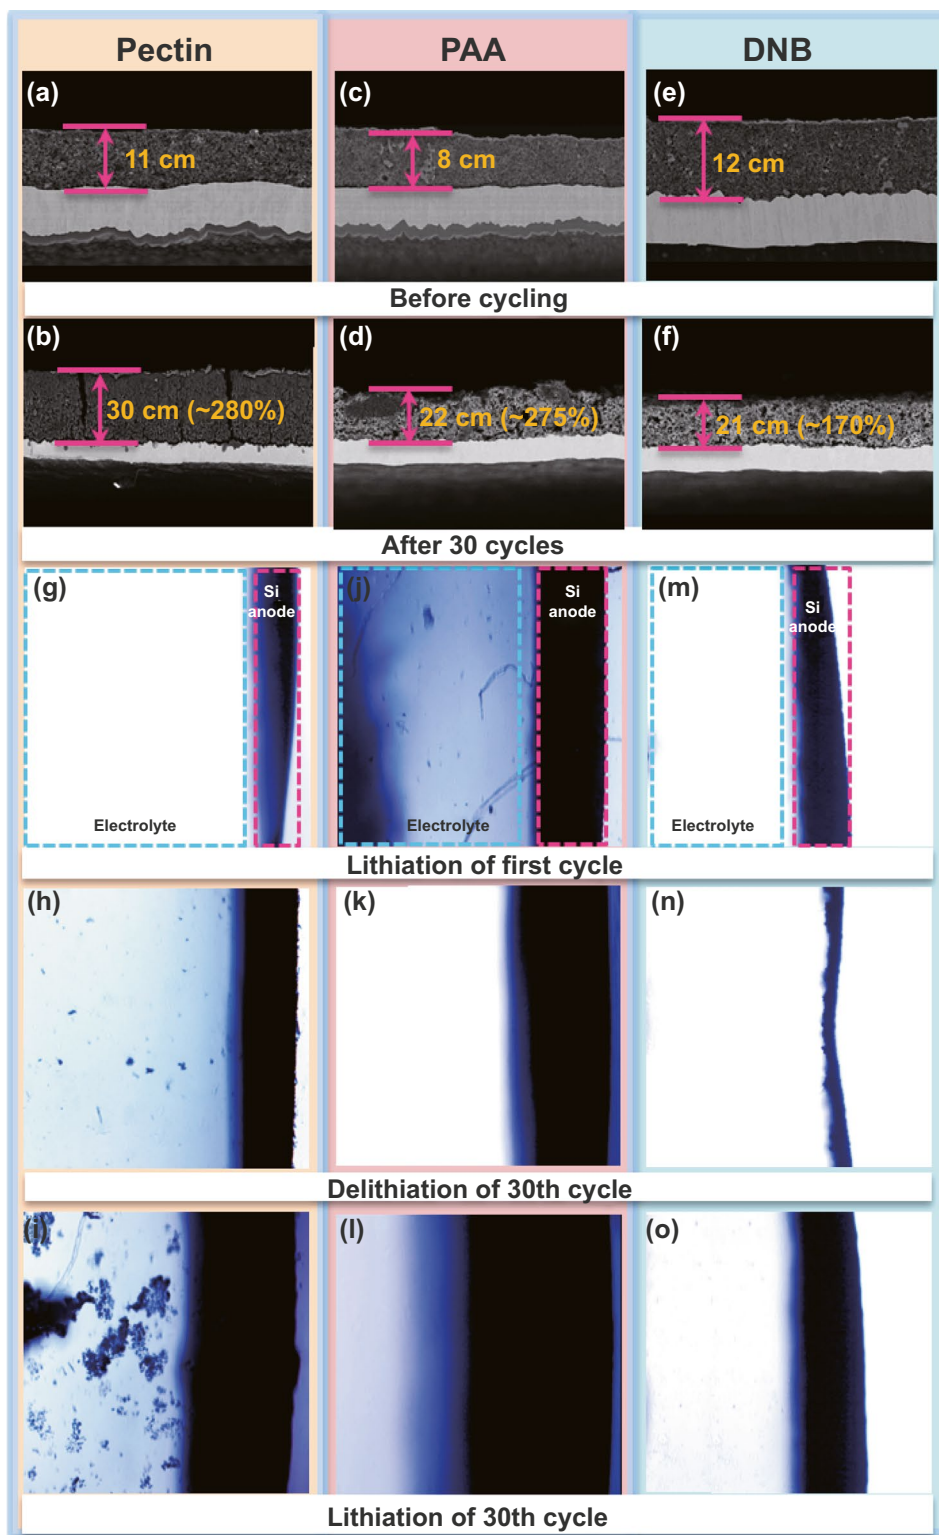 Pectin PAA DNB
(a) (c) (e)
11 cm 8 cm 12 cm
Before cycling
(b) (d) (f)
30 cm (~280%) 22 cm (~275%) 21 cm (~170%)
After 30 cycles
(g) (j) (m)
Si Si Si
anode anode anode
Electrolyte Electrolyte Electrolyte
Lithiation of first cycle
(h) (k) (n)
Delithiation of 30th cycle
(i) (l) (o)
Lithiation of 30th cycle